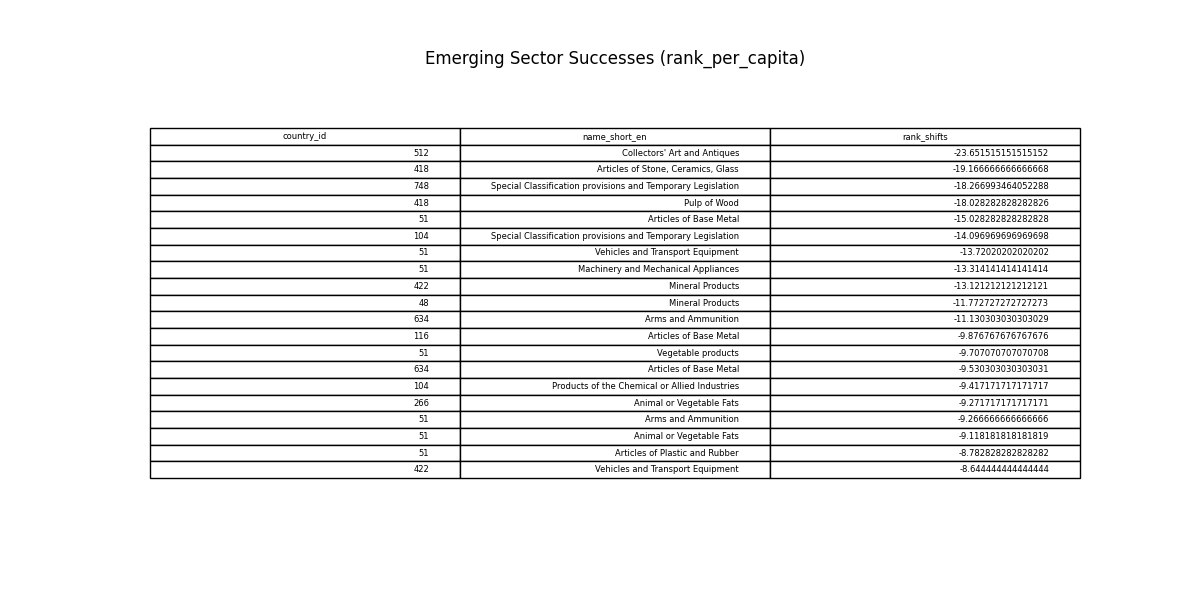 Emerging Sector Successes (rank_per_capita)
country_id name_short_en rank_shifts
512 Collectors' Art and Antiques -23.651515151515152
418 Articles of Stone, Ceramics, Glass -19.166666666666668
748 Special Classification provisions and Temporary Legislation -18.266993464052288
418 Pulp of Wood -18.028282828282826
51 Articles of Base Metal -15.028282828282828
104 Special Classification provisions and Temporary Legislation -14.096969696969698
51 Vehicles and Transport Equipment -13.72020202020202
51 Machinery and Mechanical Appliances -13.314141414141414
422 Mineral Products -13.121212121212121
48 Mineral Products -11.772727272727273
634 Arms and Ammunition -11.130303030303029
116 Articles of Base Metal -9.876767676767676
51 Vegetable products -9.707070707070708
634 Articles of Base Metal -9.530303030303031
104 Products of the Chemical or Allied Industries -9.417171717171717
266 Animal or Vegetable Fats -9.271717171717171
51 Arms and Ammunition -9.266666666666666
51 Animal or Vegetable Fats -9.118181818181819
51 Articles of Plastic and Rubber -8.782828282828282
422 Vehicles and Transport Equipment -8.644444444444444